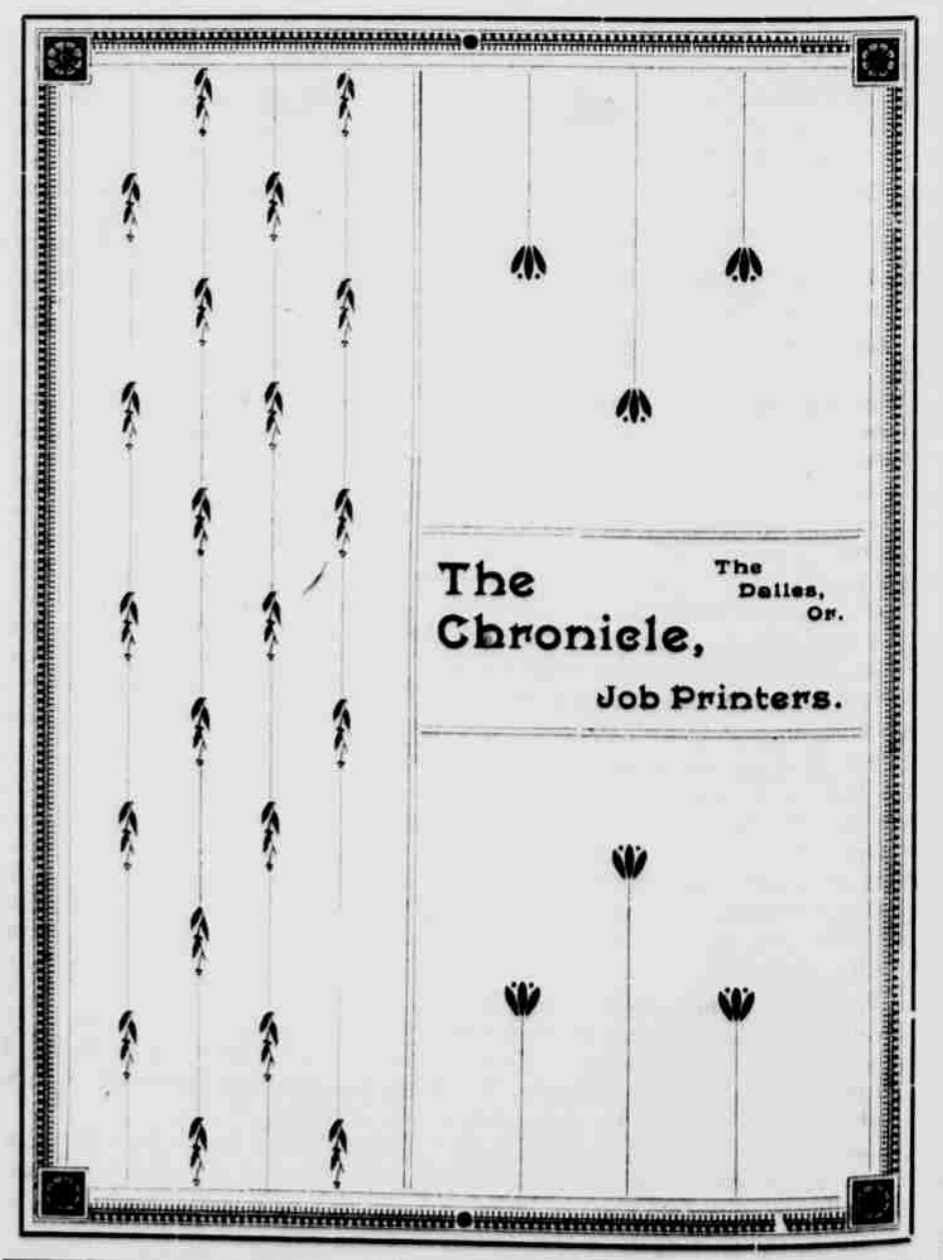 The
Chronicle,
The
Dalles,
Or.
Job Printers.